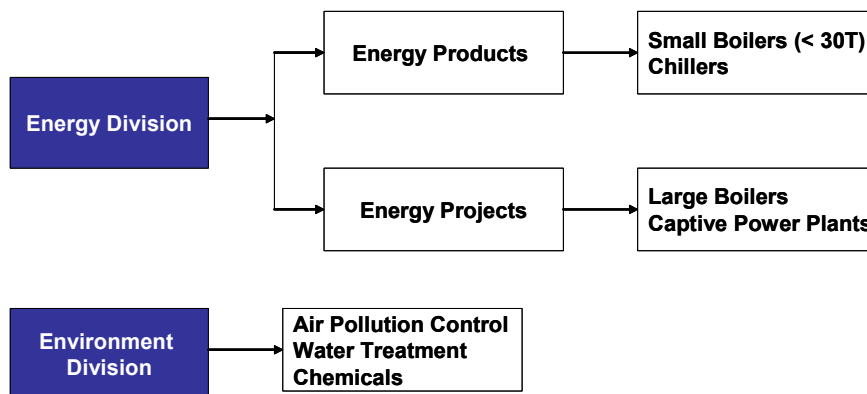 Energy Division
Energy Products
Small Boilers (< 30T)
Chillers
Energy Projects
Large Boilers
Captive Power Plants
Environment
Division
Air Pollution Control
Water Treatment
Chemicals